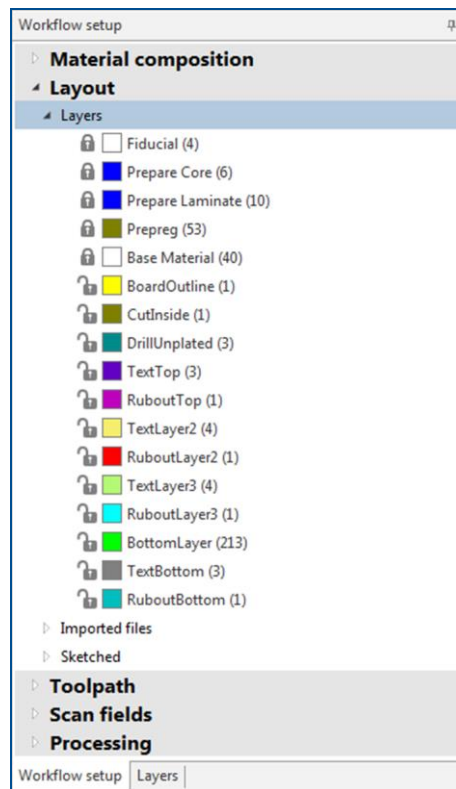 Workflow setup
Material composition
Layout
Layers
Fiducial (4)
Prepare Core (6)
Prepare Laminate (10)
Prepreg (53)
Base Material (40)
BoardOutline (1)
CutInside (1)
DrillUnplated (3)
TextTop (3)
RuboutTop (1)
TextLayer2 (4)
RuboutLayer2 (1)
TextLayer3 (4)
RuboutLayer3 (1)
BottomLayer (213)
TextBottom (3)
RuboutBottom (1)
Imported files
Sketched
Toolpath
Scan fields
Processing
Workflow setup Layers